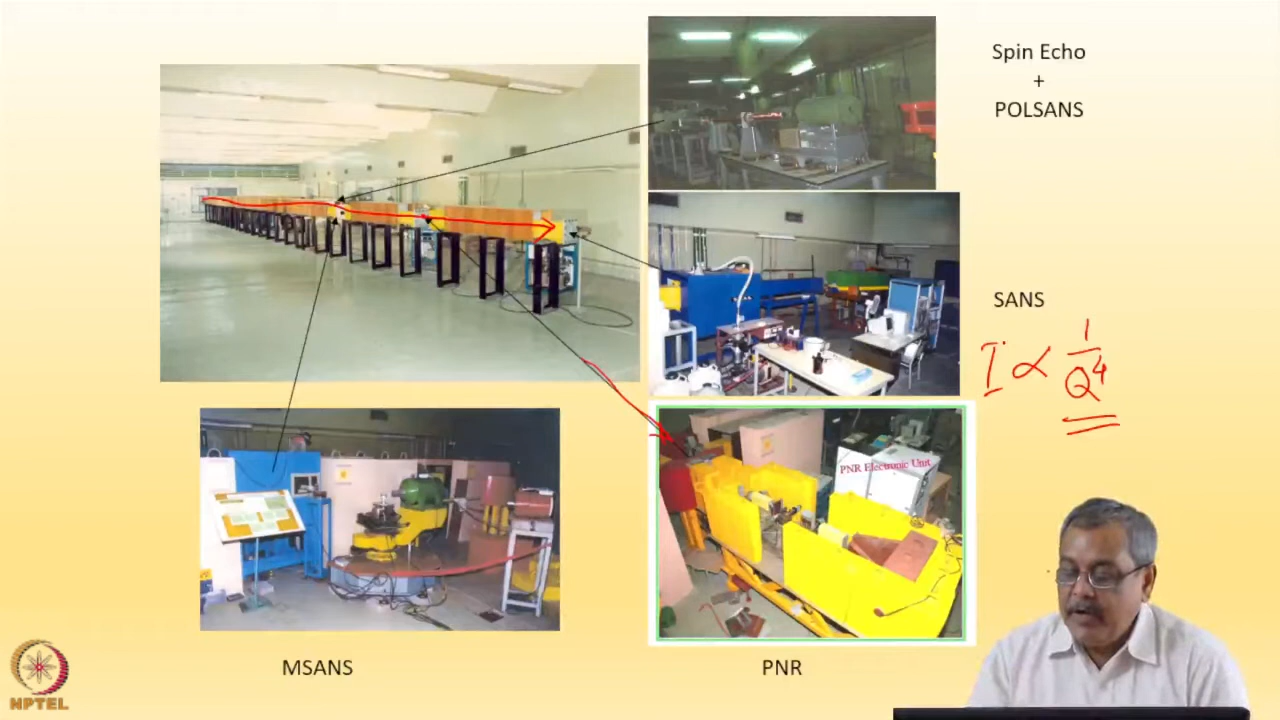 Spin Echo
+
POLSANS
SANS
I ∝ 1/Q⁴
PNR Electronic Unit
MSANS
PNR
NPTEL